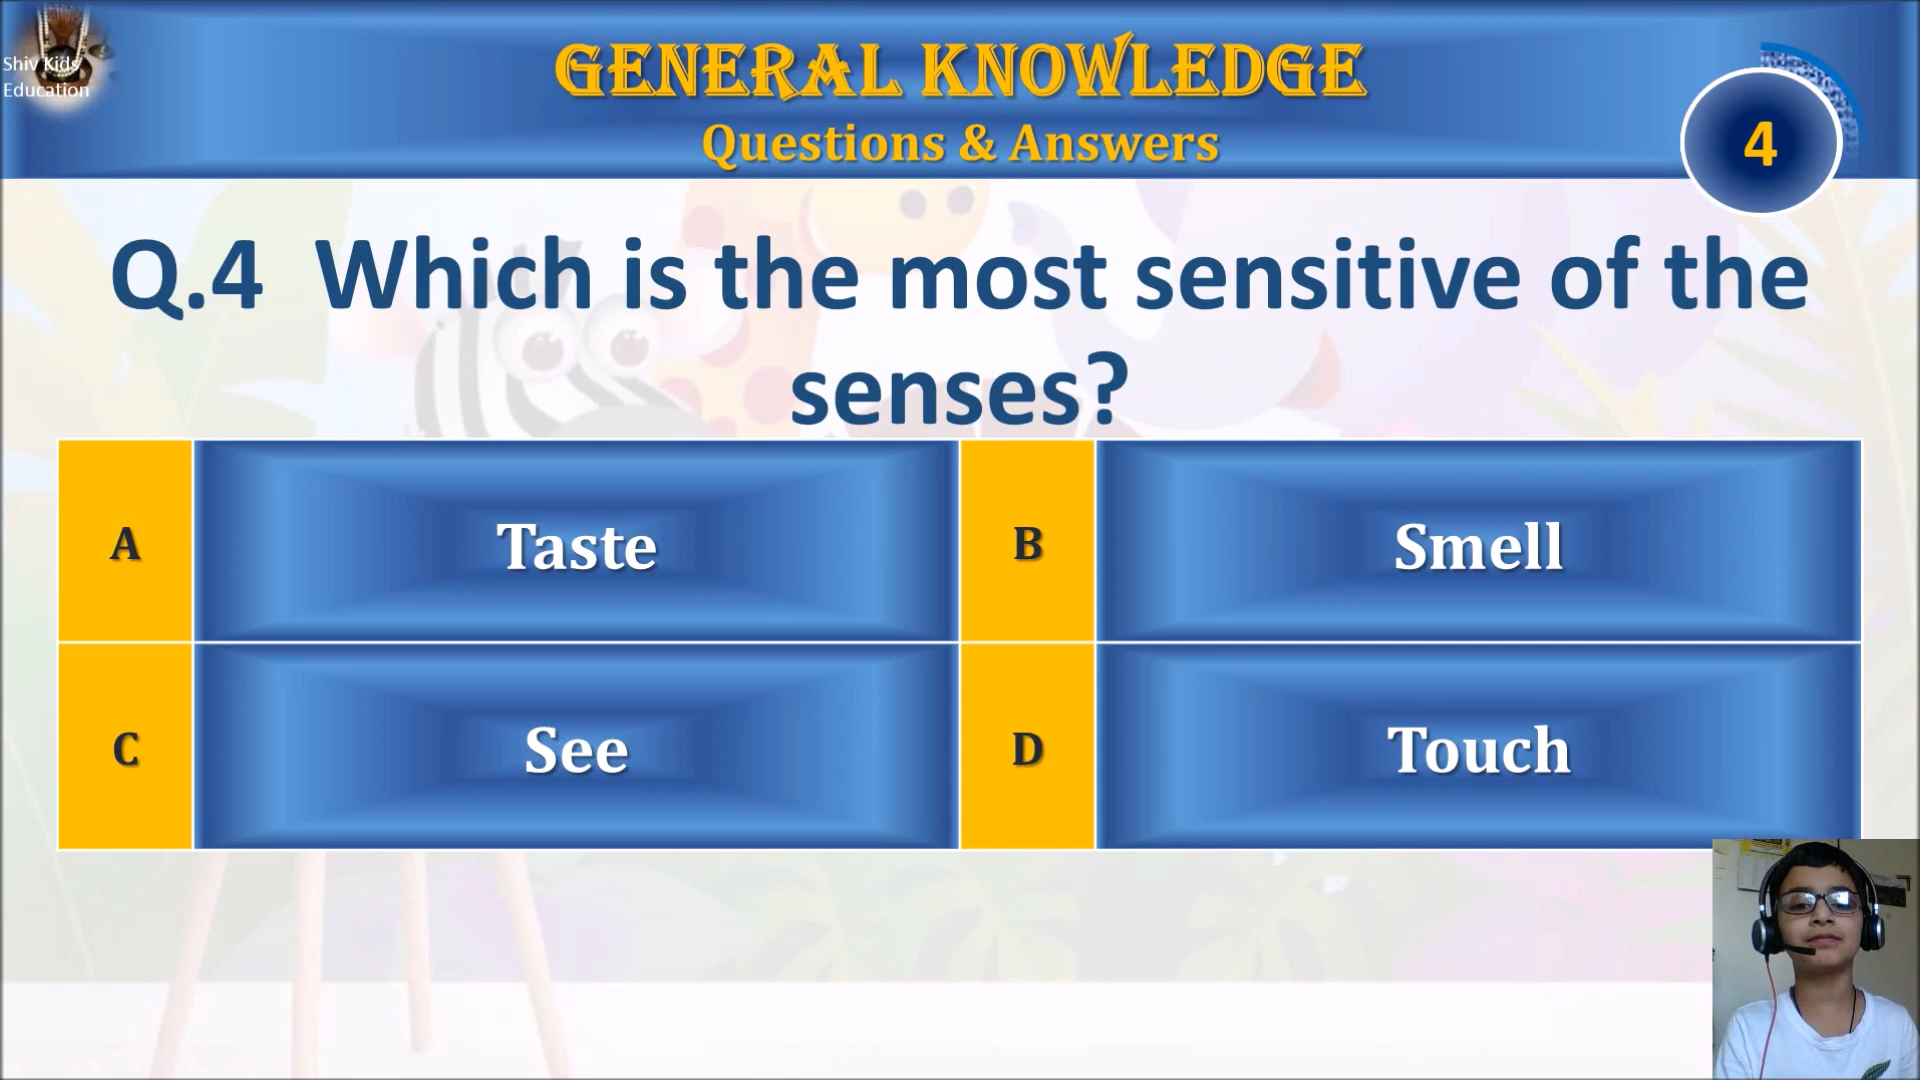 Shiv Kids
Education
GENERAL KNOWLEDGE
Questions & Answers
4
Q.4 Which is the most sensitive of the
senses?
A Taste B Smell
C See D Touch